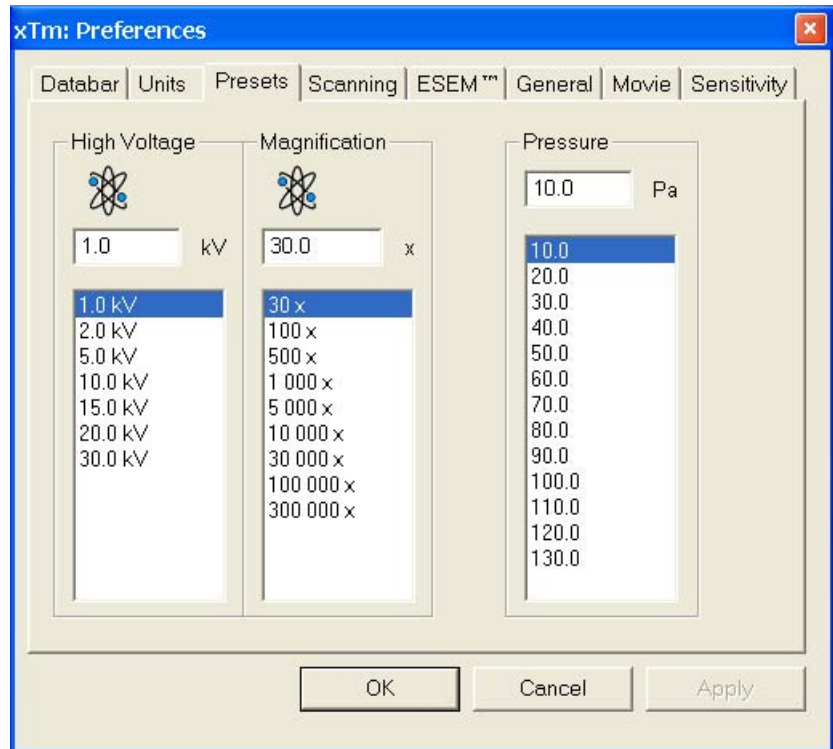 xTm: Preferences
Databar Units Presets Scanning ESEM™ General Movie Sensitivity
High Voltage
1.0 kV
1.0 kV
2.0 kV
5.0 kV
10.0 kV
15.0 kV
20.0 kV
30.0 kV
Magnification
30.0 x
30 x
100 x
500 x
1 000 x
5 000 x
10 000 x
30 000 x
100 000 x
300 000 x
Pressure
10.0 Pa
10.0
20.0
30.0
40.0
50.0
60.0
70.0
80.0
90.0
100.0
110.0
120.0
130.0
OK Cancel Apply